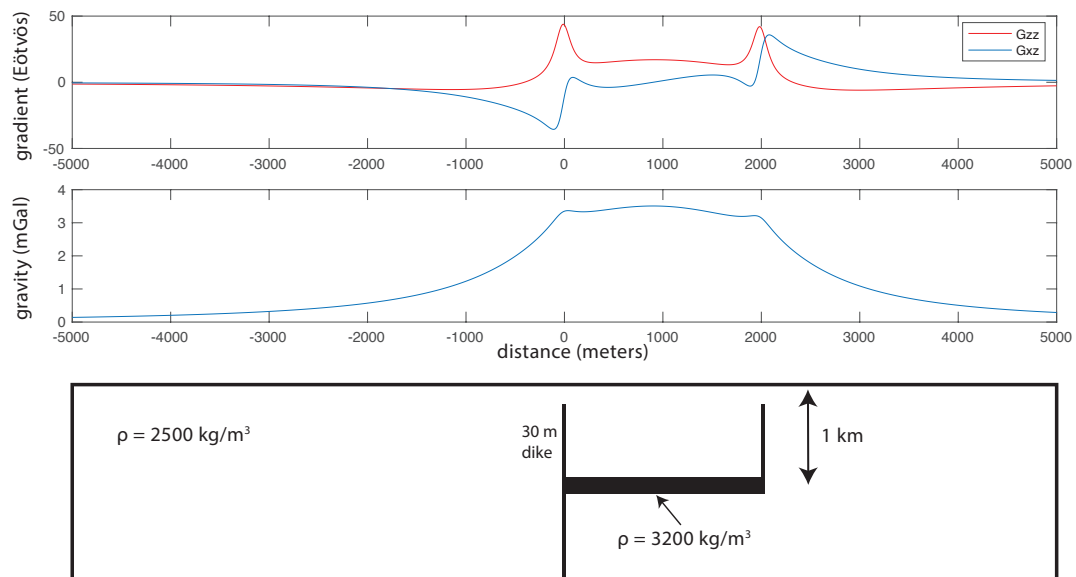 50
0
-50
gradient (Eötvös)
Gzz
Gxz
-5000 -4000 -3000 -2000 -1000 0 1000 2000 3000 4000 5000
4
3
2
1
0
gravity (mGal)
-5000 -4000 -3000 -2000 -1000 0 1000 2000 3000 4000 5000
distance (meters)
ρ = 2500 kg/m³
30 m
dike
1 km
ρ = 3200 kg/m³